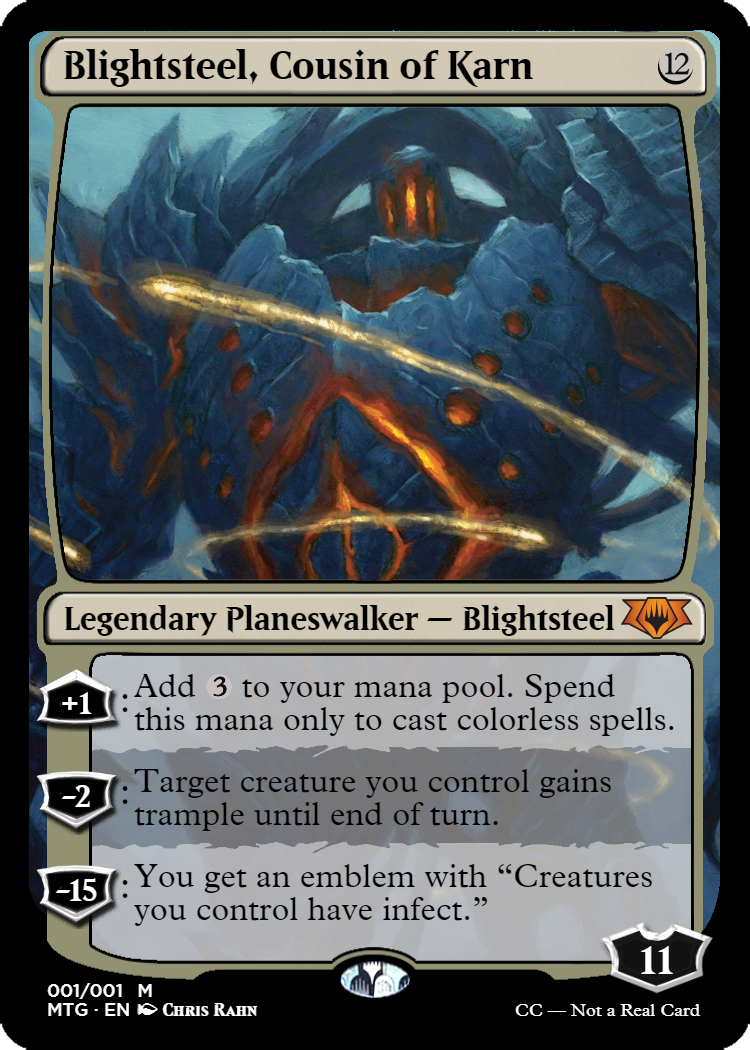 Blightsteel, Cousin of Karn 12
Legendary Planeswalker — Blightsteel
+1 : Add 3 to your mana pool. Spend
this mana only to cast colorless spells.
−2 : Target creature you control gains
trample until end of turn.
−15 : You get an emblem with “Creatures
you control have infect.”
11
001/001 M
MTG · EN Chris Rahn CC — Not a Real Card